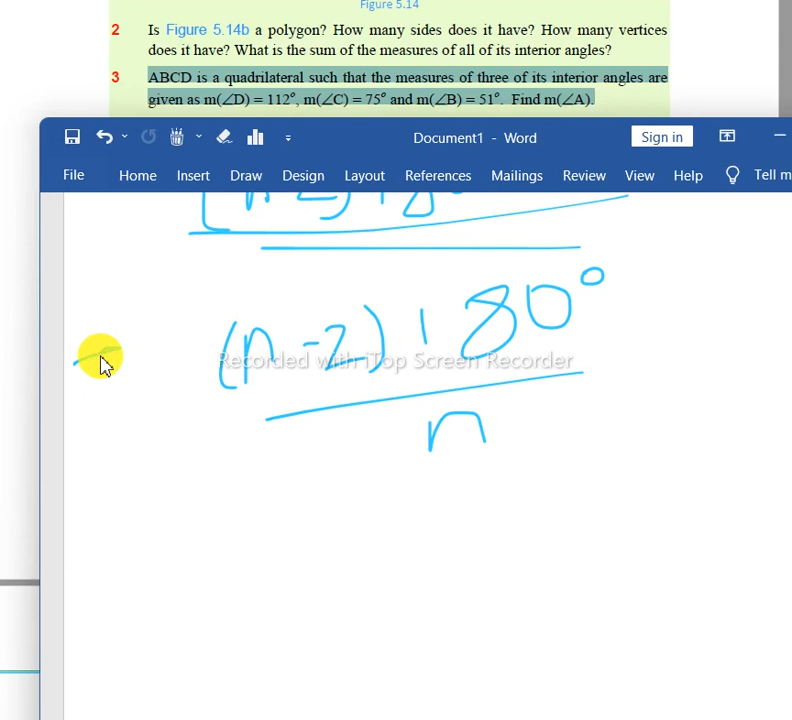 Figure 5.14
2 Is Figure 5.14b a polygon? How many sides does it have? How many vertices
does it have? What is the sum of the measures of all of its interior angles?
3 ABCD is a quadrilateral such that the measures of three of its interior angles are
given as m(∠D) = 112°, m(∠C) = 75° and m(∠B) = 51°. Find m(∠A).
Document1 - Word
Sign in
File Home Insert Draw Design Layout References Mailings Review View Help Tell m
(n-2)180°
Recorded with iTop Screen Recorder
n